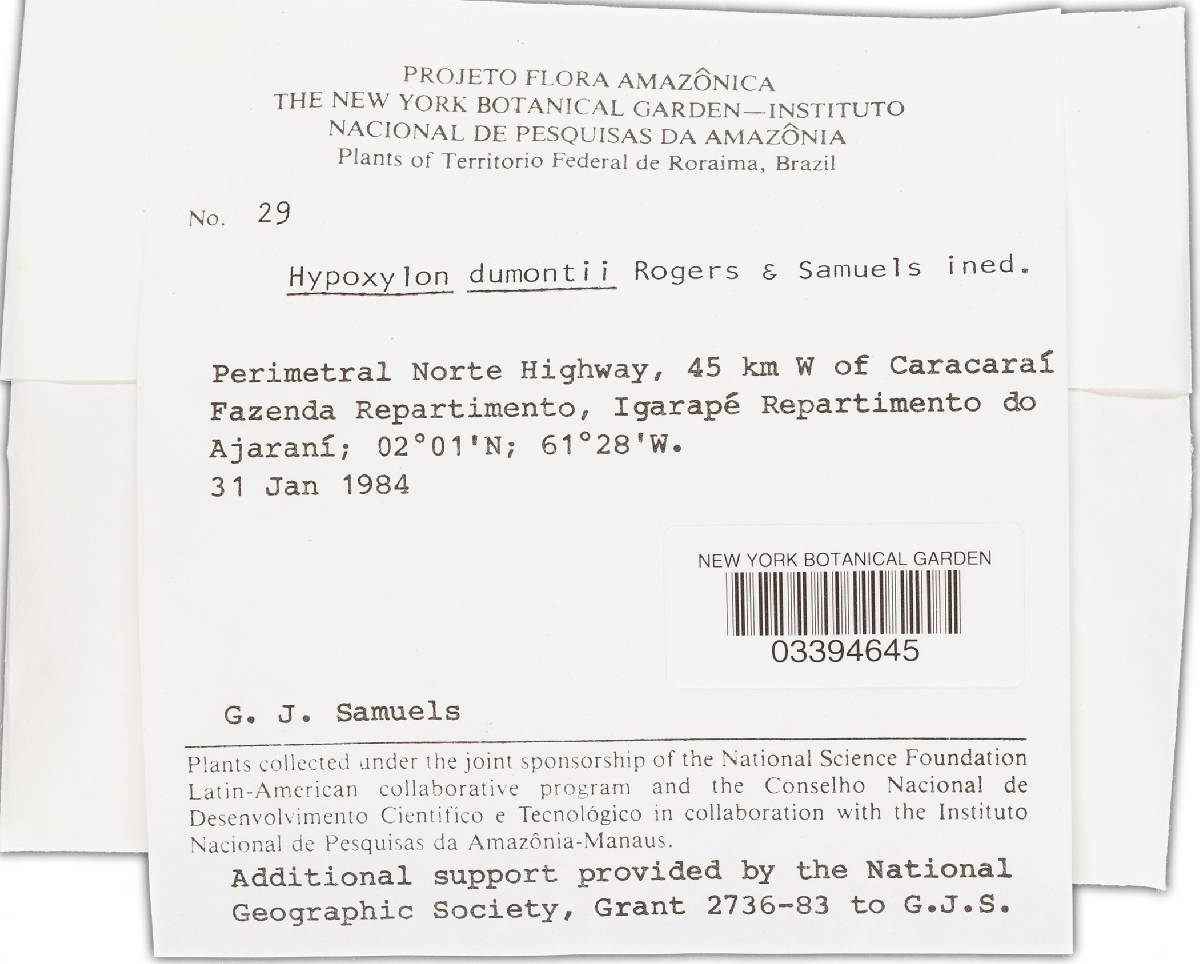 PROJETO FLORA AMAZÔNICA
THE NEW YORK BOTANICAL GARDEN—INSTITUTO
NACIONAL DE PESQUISAS DA AMAZÔNIA
Plants of Territorio Federal de Roraima, Brazil
No. 29
Hypoxylon dumontii Rogers & Samuels ined.
Perimetral Norte Highway, 45 km W of Caracaraí
Fazenda Repartimento, Igarapé Repartimento do
Ajaraní; 02°01'N; 61°28'W.
31 Jan 1984
NEW YORK BOTANICAL GARDEN
03394645
G. J. Samuels
Plants collected under the joint sponsorship of the National Science Foundation
Latin-American collaborative program and the Conselho Nacional de
Desenvolvimento Cientifíco e Tecnológico in collaboration with the Instituto
Nacional de Pesquisas da Amazônia-Manaus.
Additional support provided by the National
Geographic Society, Grant 2736-83 to G.J.S.